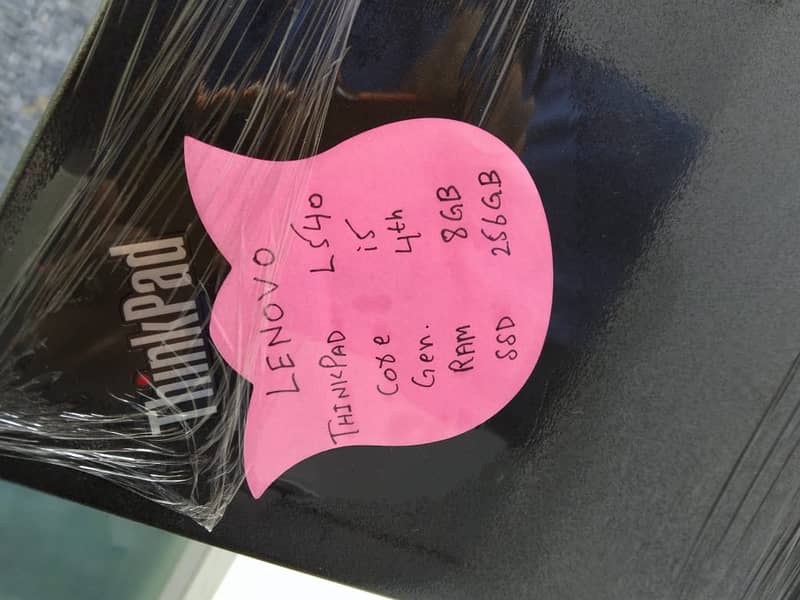 ThinkPad
LENOVO
THINKPAD L540
Core i5
Gen. 4th
RAM 8GB
SSD 256GB